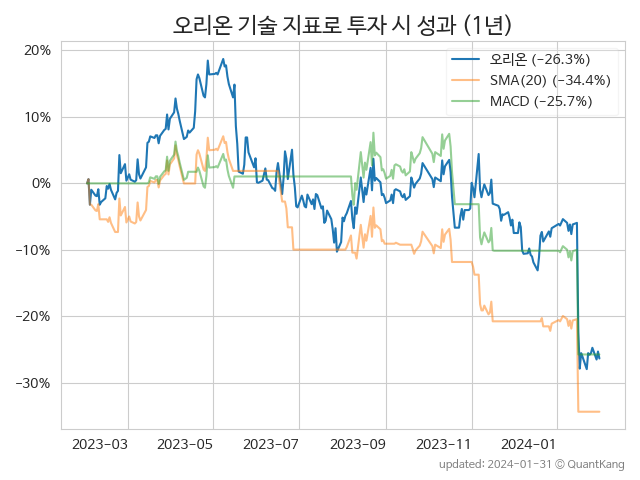 오리온 기술 지표로 투자 시 성과 (1년)
20%
10%
0%
−10%
−20%
−30%
오리온 (−26.3%)
SMA(20) (−34.4%)
MACD (−25.7%)
2023-03
2023-05
2023-07
2023-09
2023-11
2024-01
updated: 2024-01-31 © QuantKang